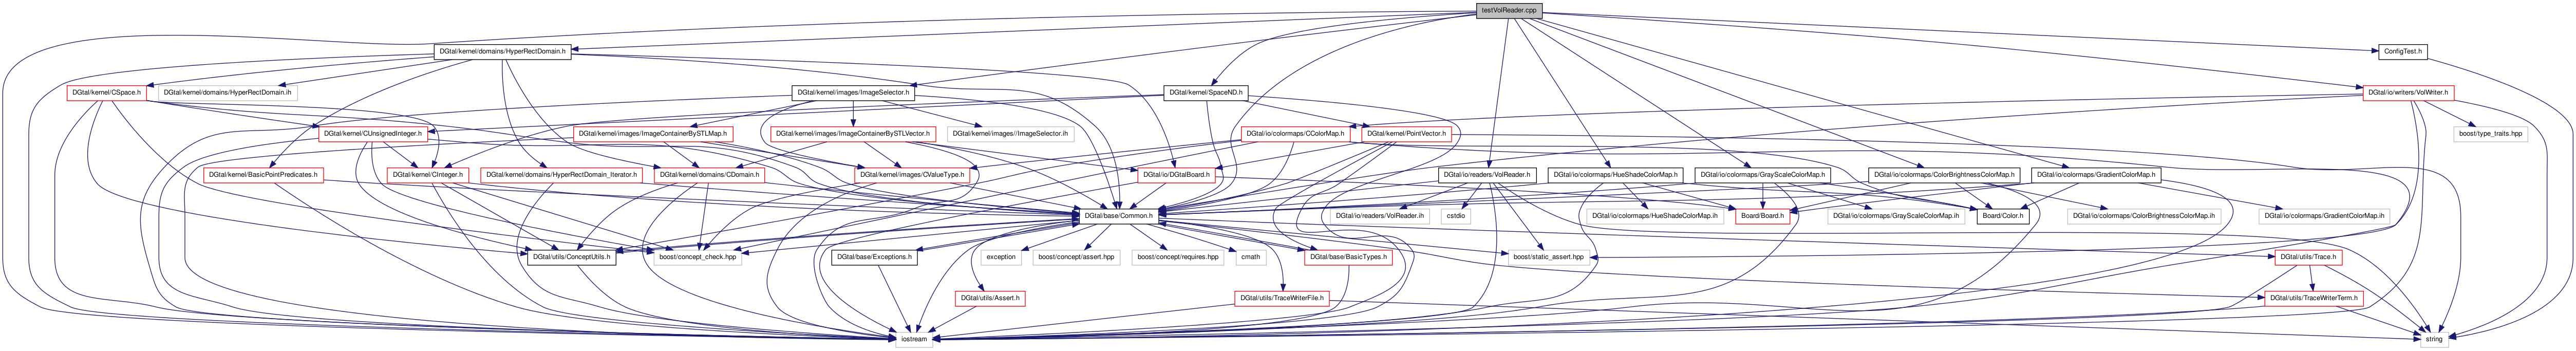 testVolReader.cpp
DGtal/kernel/domains/HyperRectDomain.h
ConfigTest.h
DGtal/kernel/CSpace.h
DGtal/kernel/domains/HyperRectDomain.ih
DGtal/kernel/images/ImageSelector.h
DGtal/kernel/SpaceND.h
DGtal/io/writers/VolWriter.h
DGtal/kernel/CUnsignedInteger.h
DGtal/kernel/images/ImageContainerBySTLMap.h
DGtal/kernel/images/ImageContainerBySTLVector.h
DGtal/kernel/images//ImageSelector.ih
DGtal/io/colormaps/CColorMap.h
DGtal/kernel/PointVector.h
boost/type_traits.hpp
DGtal/kernel/BasicPointPredicates.h
DGtal/kernel/CInteger.h
DGtal/kernel/domains/HyperRectDomain_Iterator.h
DGtal/kernel/domains/CDomain.h
DGtal/kernel/images/CValueType.h
DGtal/io/DGtalBoard.h
DGtal/io/readers/VolReader.h
DGtal/io/colormaps/HueShadeColorMap.h
DGtal/io/colormaps/GrayScaleColorMap.h
DGtal/io/colormaps/ColorBrightnessColorMap.h
DGtal/io/colormaps/GradientColorMap.h
DGtal/base/Common.h
DGtal/io/readers/VolReader.ih
cstdio
DGtal/io/colormaps/HueShadeColorMap.ih
Board/Board.h
DGtal/io/colormaps/GrayScaleColorMap.ih
Board/Color.h
DGtal/io/colormaps/ColorBrightnessColorMap.ih
DGtal/io/colormaps/GradientColorMap.ih
DGtal/utils/ConceptUtils.h
boost/concept_check.hpp
DGtal/base/Exceptions.h
exception
boost/concept/assert.hpp
boost/concept/requires.hpp
cmath
DGtal/base/BasicTypes.h
boost/static_assert.hpp
DGtal/utils/Trace.h
DGtal/utils/Assert.h
DGtal/utils/TraceWriterFile.h
DGtal/utils/TraceWriterTerm.h
iostream
string